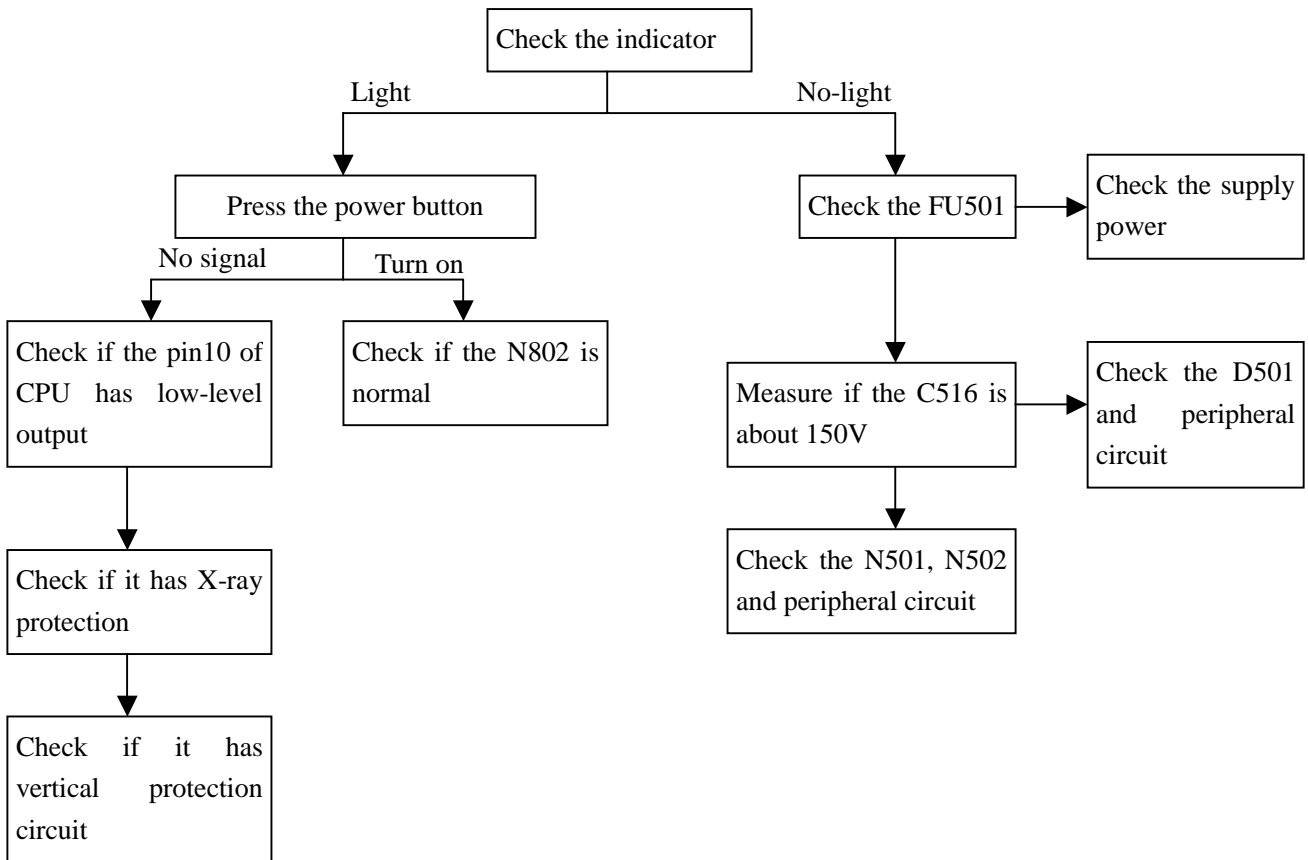 Check the indicator
Light
No-light
Press the power button
Check the FU501
Check the supply
power
No signal
Turn on
Check if the pin10 of
CPU has low-level
output
Check if the N802 is
normal
Measure if the C516 is
about 150V
Check the D501
and peripheral
circuit
Check if it has X-ray
protection
Check the N501, N502
and peripheral circuit
Check if it has
vertical protection
circuit